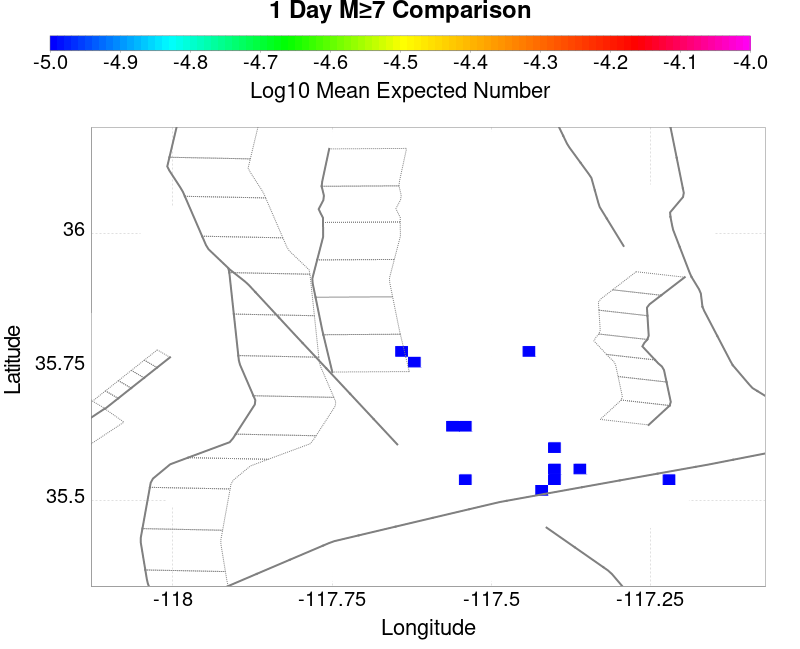 1 Day M≥7 Comparison
-5.0 -4.9 -4.8 -4.7 -4.6 -4.5 -4.4 -4.3 -4.2 -4.1 -4.0
Log10 Mean Expected Number
36
35.75
35.5
Latitude
-118 -117.75 -117.5 -117.25
Longitude